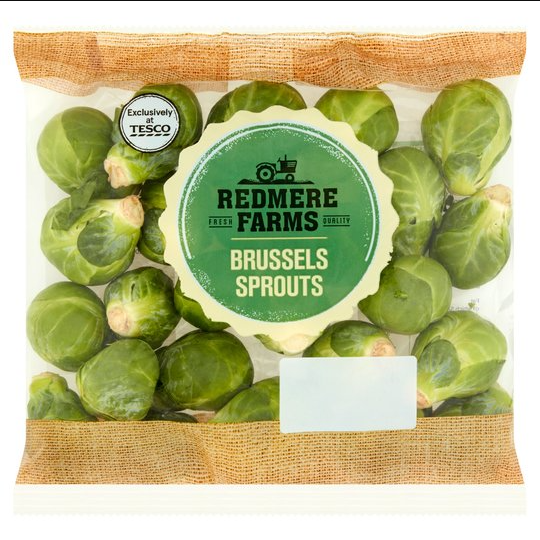 Exclusively
at
TESCO
REDMERE
FRESH FARMS QUALITY
BRUSSELS
SPROUTS